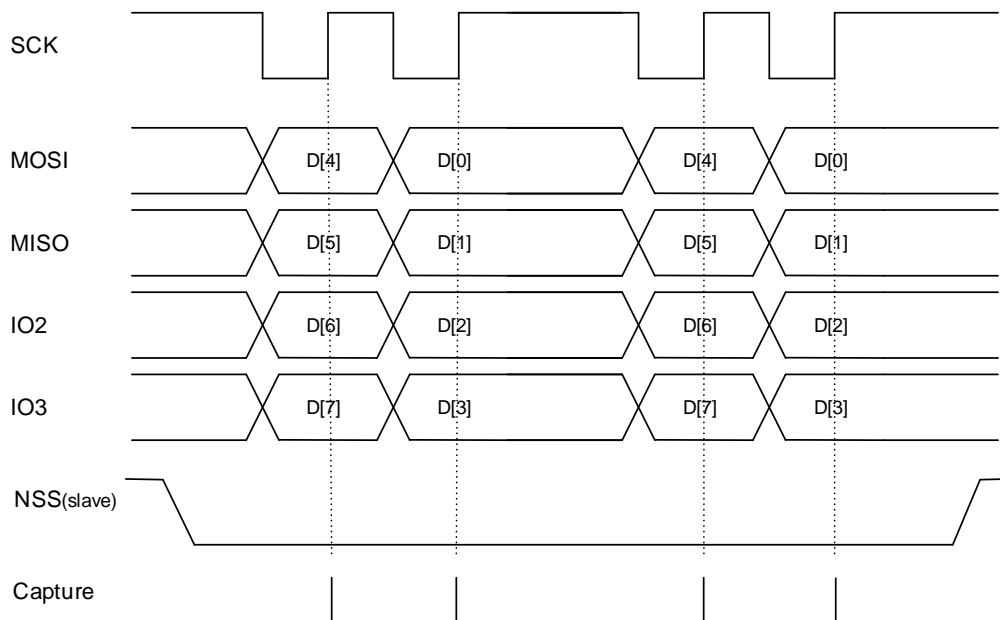 SCK
MOSI D[4] D[0] D[4] D[0]
MISO D[5] D[1] D[5] D[1]
IO2 D[6] D[2] D[6] D[2]
IO3 D[7] D[3] D[7] D[3]
NSS(slave)
Capture